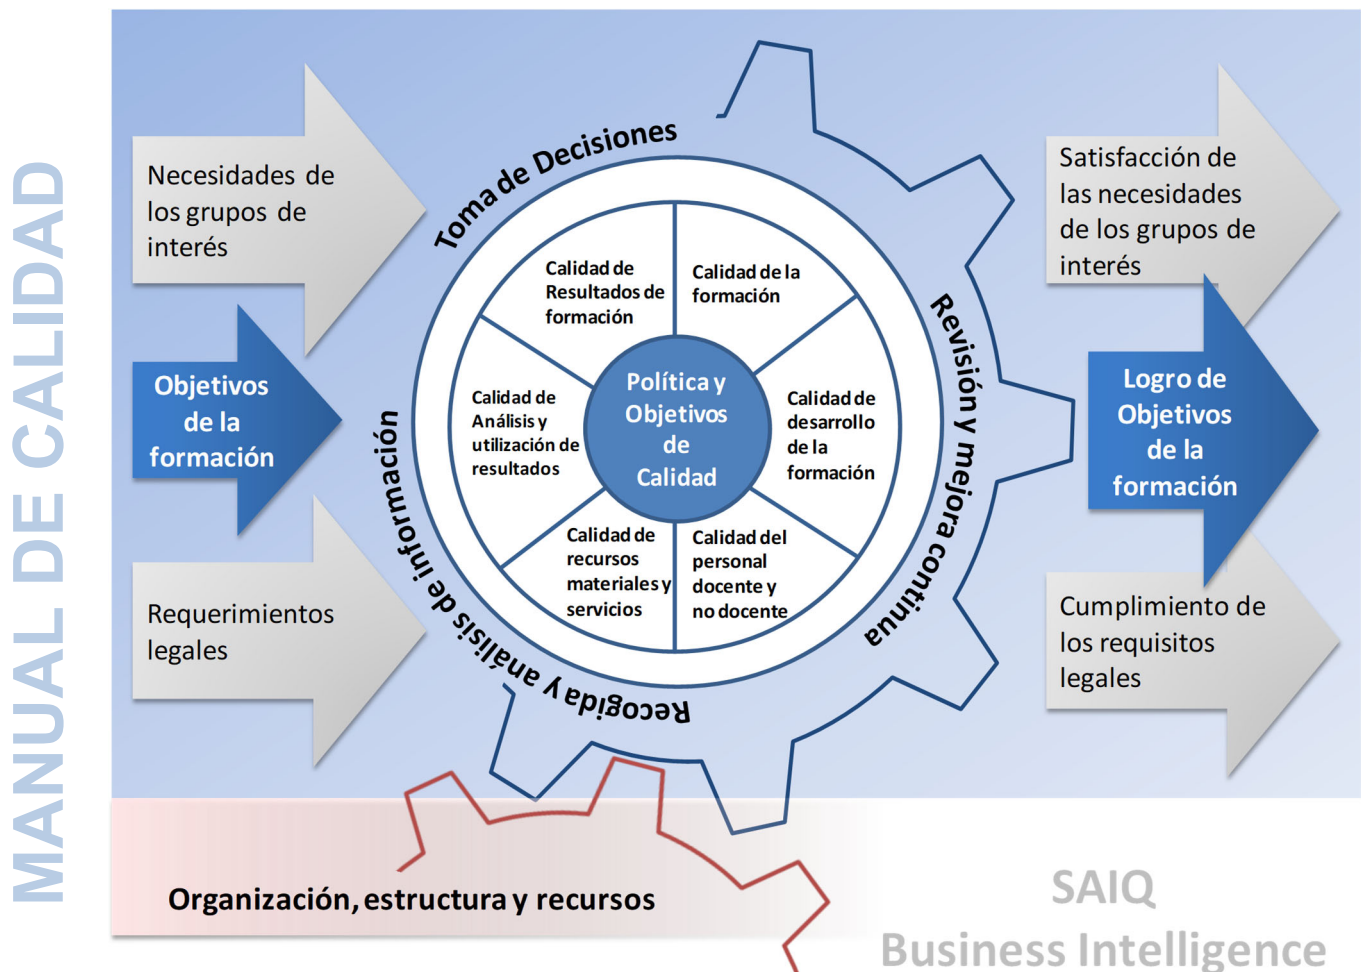 MANUAL DE CALIDAD
Necesidades de
los grupos de
interés
Objetivos
de la
formación
Requerimientos
legales
Toma de Decisiones
Revisión y mejora continua
Recogida y análisis de información
Calidad de
Resultados de
formación
Calidad de la
formación
Calidad de
Análisis y
utilización de
resultados
Política y
Objetivos
de
Calidad
Calidad de
desarrollo
de la
formación
Calidad de
recursos
materiales y
servicios
Calidad del
personal
docente y
no docente
Satisfacción de
las necesidades
de los grupos de
interés
Logro de
Objetivos
de la
formación
Cumplimiento de
los requisitos
legales
Organización, estructura y recursos
SAIQ
Business Intelligence